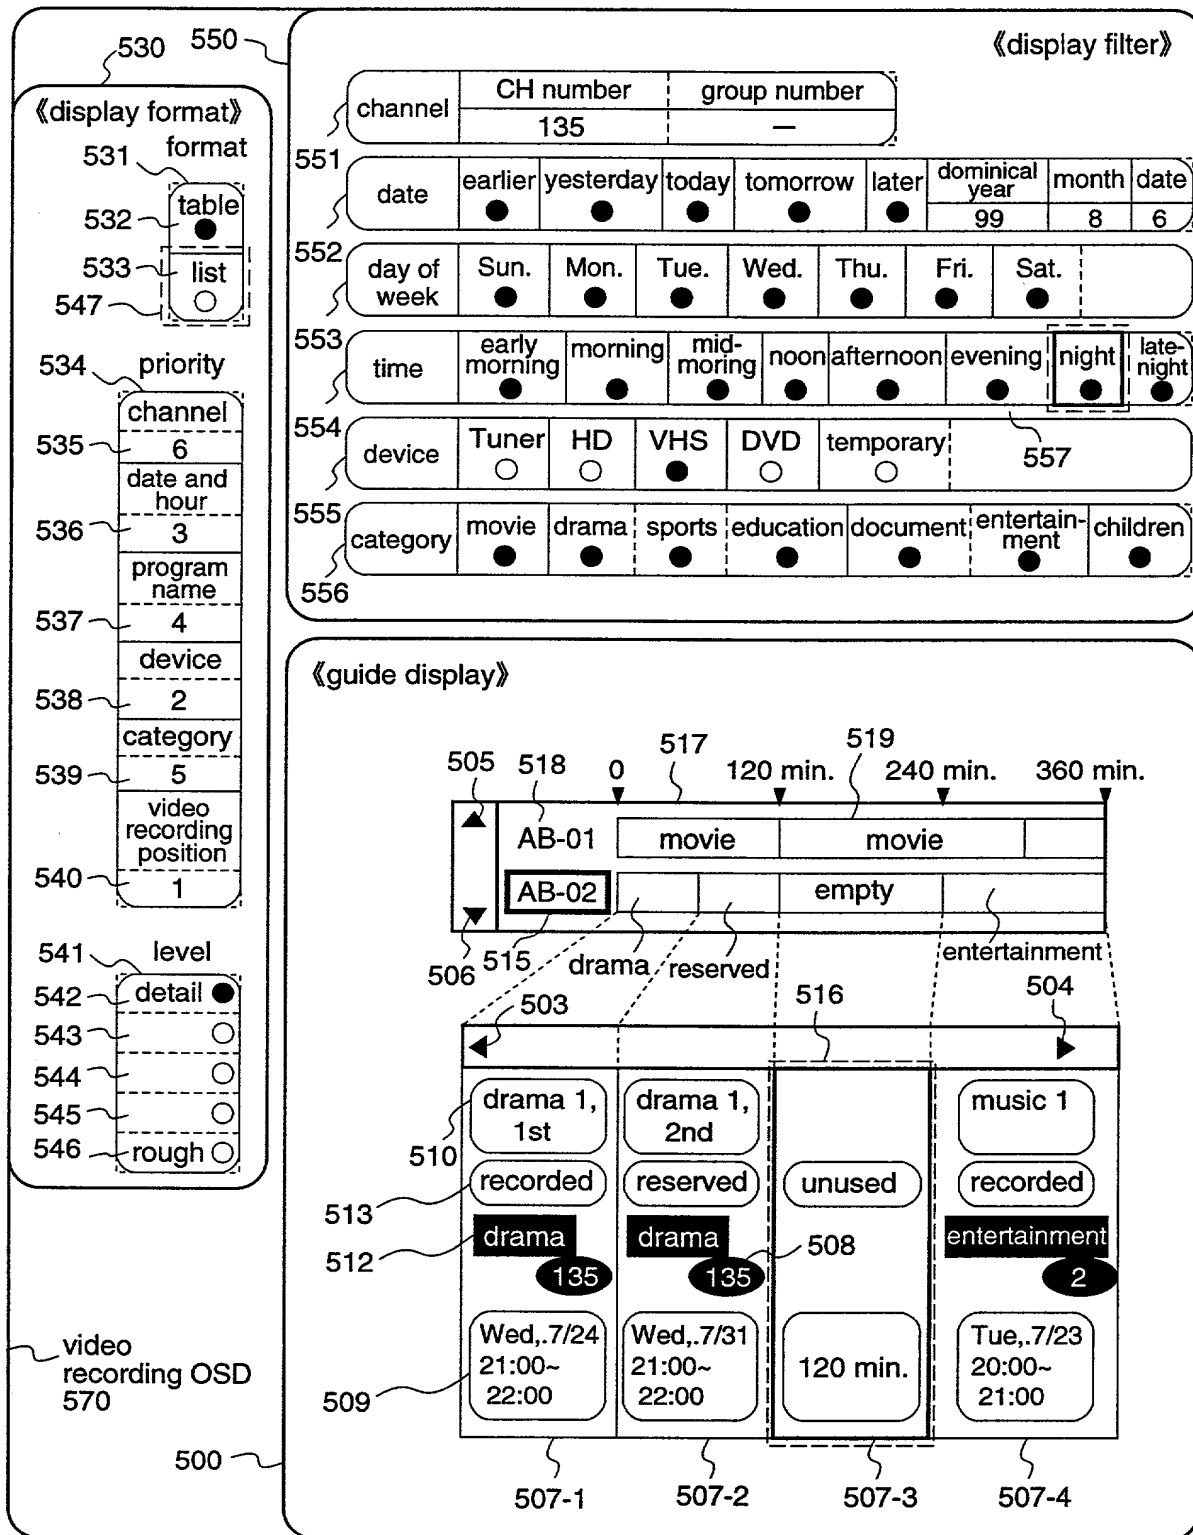 530
550
《display filter》
《display format》
format
531
table
532
533
list
547
534
priority
channel
535
6
date and
hour
536
3
program
name
537
4
device
538
2
category
539
5
video
recording
position
540
1
541
level
542
detail
543
544
545
546
rough
channel
CH number
group number
135
—
551
date
earlier
yesterday
today
tomorrow
later
dominical
year
month
date
99
8
6
552
day of
week
Sun.
Mon.
Tue.
Wed.
Thu.
Fri.
Sat.
553
time
early
morning
morning
mid-
moring
noon
afternoon
evening
night
late-
night
554
device
Tuner
HD
VHS
DVD
temporary
557
555
category
movie
drama
sports
education
document
entertain-
ment
children
556
《guide display》
505
518
517
519
0
120 min.
240 min.
360 min.
AB-01
movie
movie
AB-02
empty
506
515
drama
reserved
entertainment
503
516
504
drama 1,
1st
drama 1,
2nd
music 1
510
recorded
reserved
unused
recorded
513
drama
drama
508
entertainment
512
135
135
2
Wed,.7/24
21:00~
22:00
Wed,.7/31
21:00~
22:00
120 min.
Tue,.7/23
20:00~
21:00
509
video
recording OSD
570
500
507-1
507-2
507-3
507-4